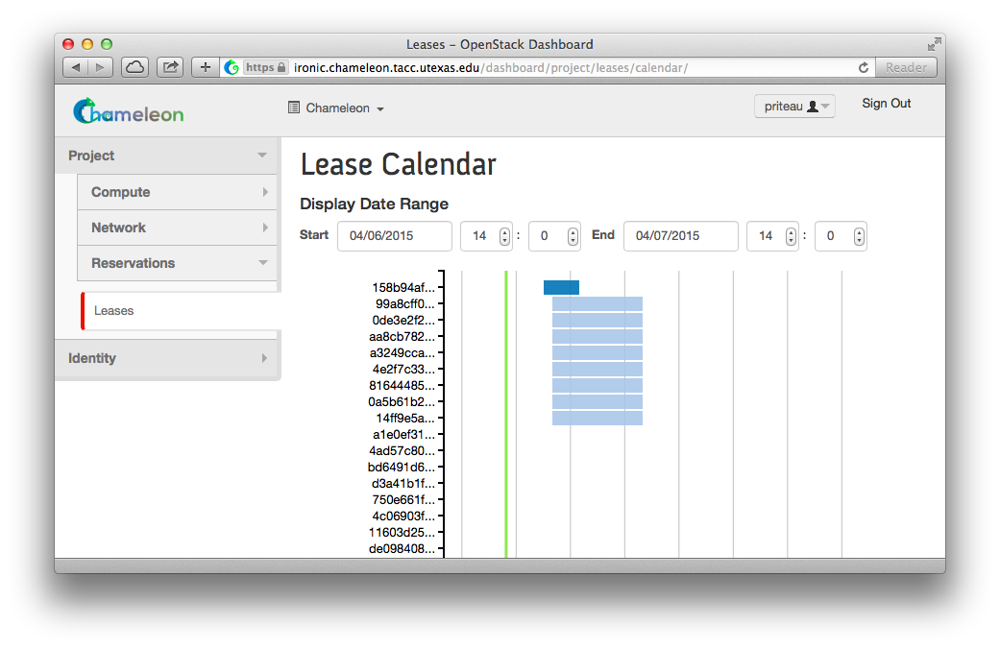 Leases – OpenStack Dashboard
https ironic.chameleon.tacc.utexas.edu/dashboard/project/leases/calendar/ Reader
Chameleon Chameleon priteau Sign Out
Project
Compute
Network
Reservations
Leases
Identity
Lease Calendar
Display Date Range
Start 04/06/2015 14 : 0 End 04/07/2015 14 : 0
158b94af...
99a8cff0...
0de3e2f2...
aa8cb782...
a3249cca...
4e2f7c33...
81644485...
0a5b61b2...
14ff9e5a...
a1e0ef31...
4ad57c80...
bd6491d6...
d3a41b1f...
750e661f...
4c06903f...
11603d25...
de098408...